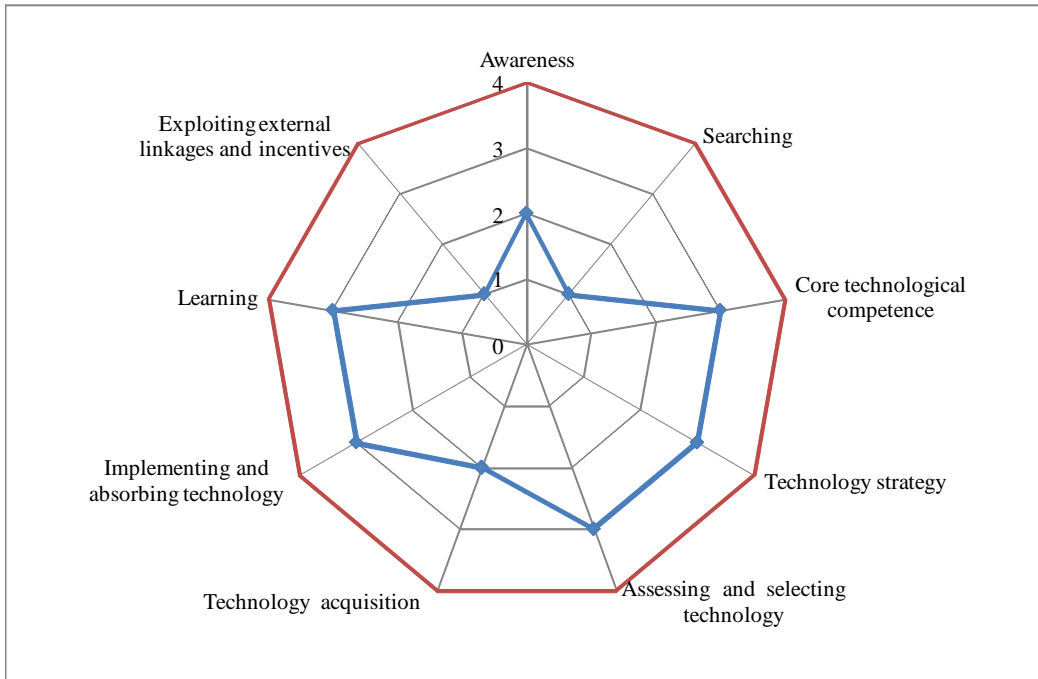 Awareness
4
Exploiting external
linkages and incentives
Searching
3
2
1
Learning
Core technological
competence
0
Implementing and
absorbing technology
Technology strategy
Technology acquisition
Assessing and selecting
technology